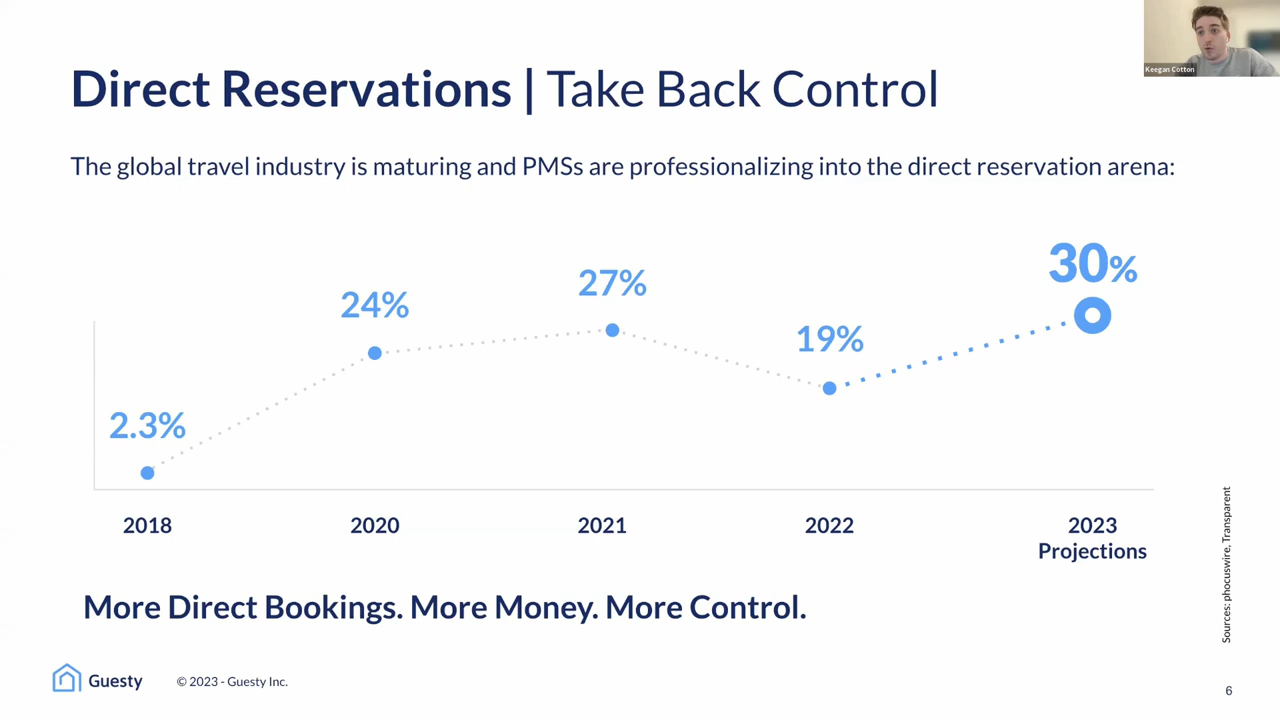 Keegan Cotton
Direct Reservations | Take Back Control
The global travel industry is maturing and PMSs are professionalizing into the direct reservation arena:
30%
27%
24%
19%
2.3%
2018
2020
2021
2022
2023
Projections
Sources: phocuswire, Transparent
More Direct Bookings. More Money. More Control.
Guesty
© 2023 - Guesty Inc.
6